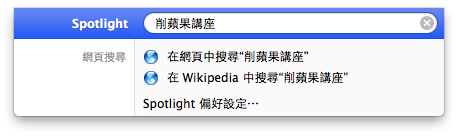 Spotlight 削蘋果講座
網頁搜尋 在網頁中搜尋“削蘋果講座”
在 Wikipedia 中搜尋“削蘋果講座”
Spotlight 偏好設定⋯